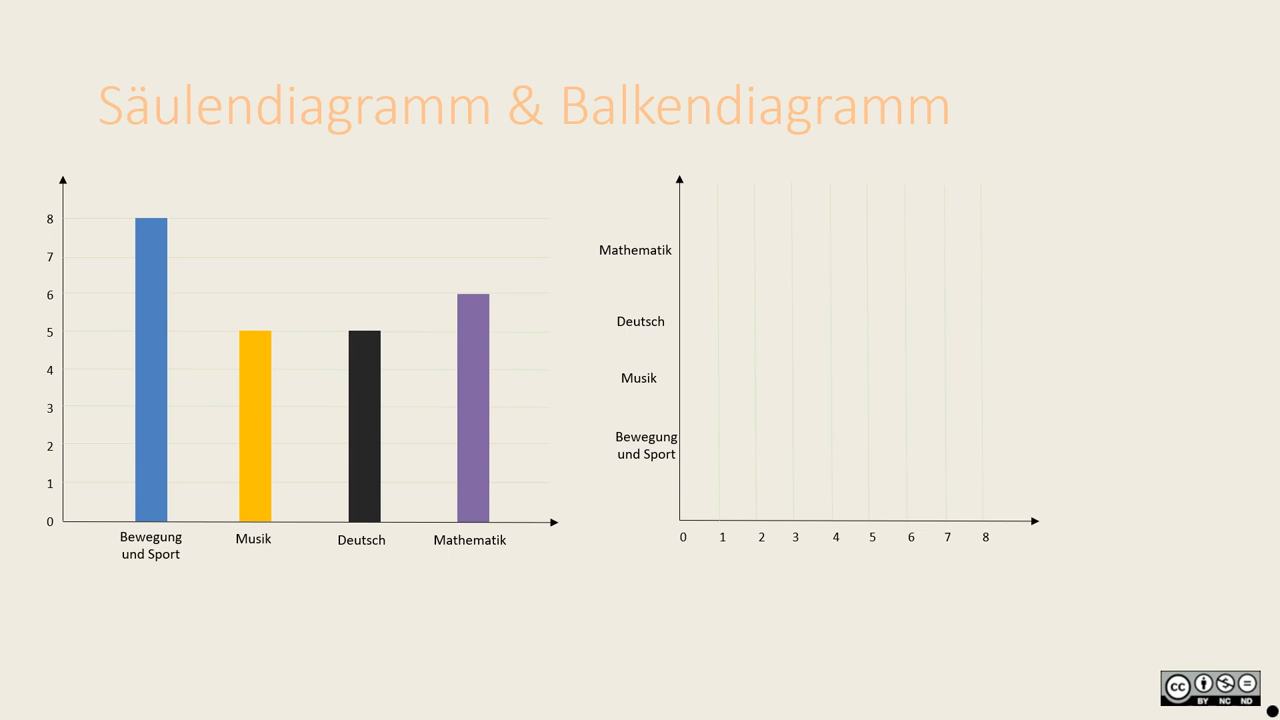 Säulendiagramm & Balkendiagramm
8
7
6
5
4
3
2
1
0
Bewegung
und Sport
Musik
Deutsch
Mathematik
Mathematik
Deutsch
Musik
Bewegung
und Sport
0 1 2 3 4 5 6 7 8
cc
BY NC ND